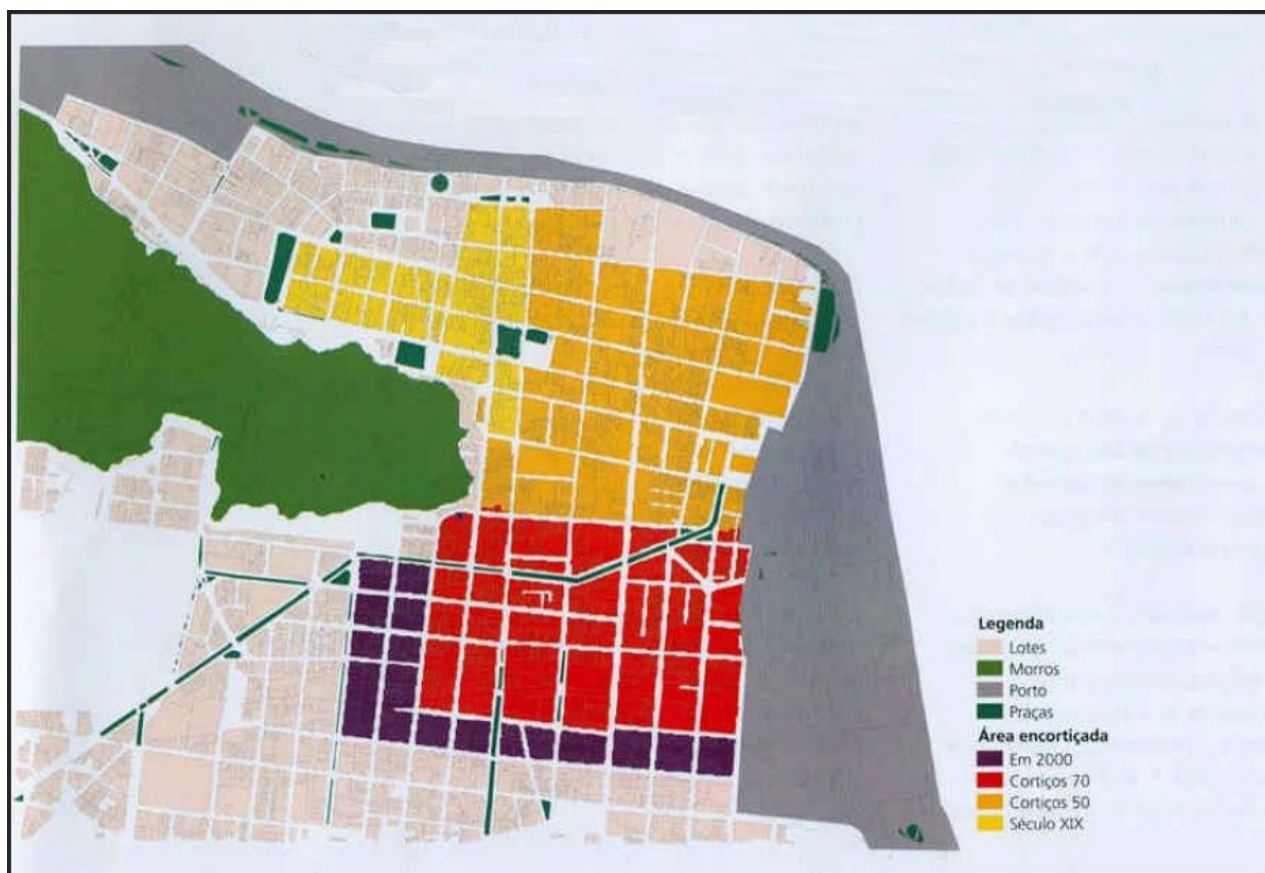 Legenda
Lotes
Morros
Porto
Praças
Área encortiçada
Em 2000
Cortiços 70
Cortiços 50
Século XIX